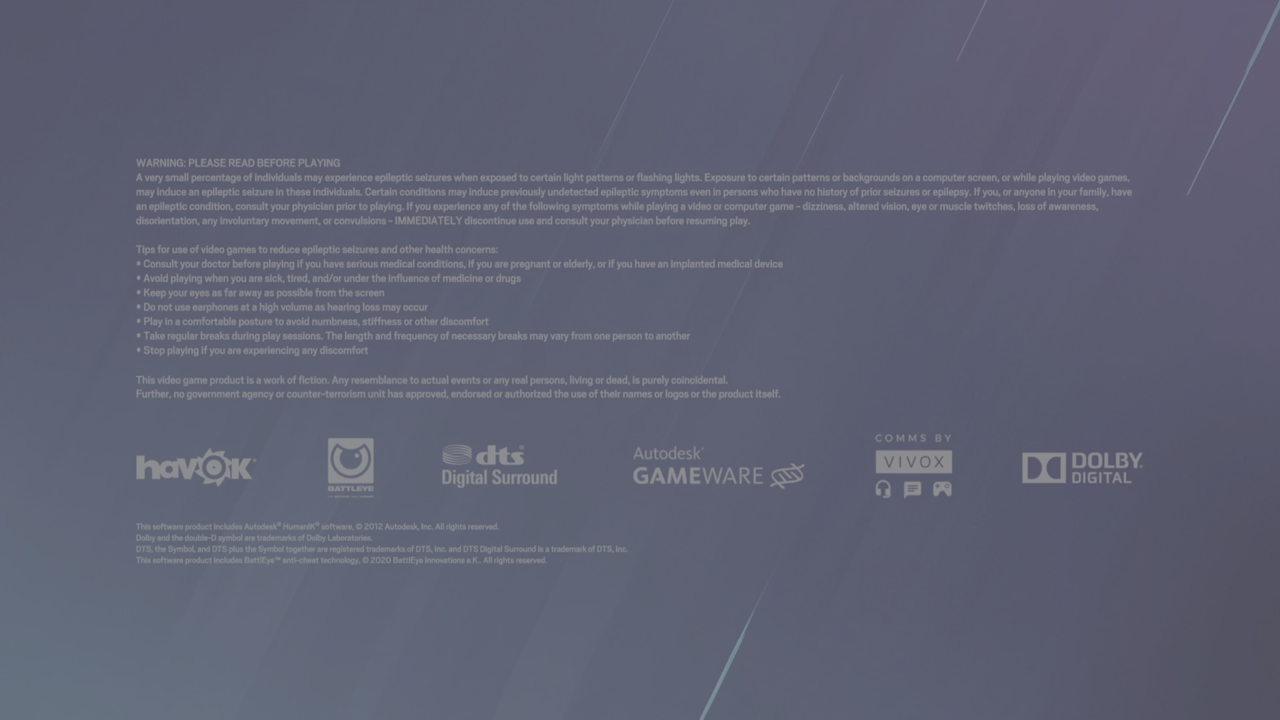 WARNING: PLEASE READ BEFORE PLAYING
A very small percentage of individuals may experience epileptic seizures when exposed to certain light patterns or flashing lights. Exposure to certain patterns or backgrounds on a computer screen, or while playing video games,
may induce an epileptic seizure in these individuals. Certain conditions may induce previously undetected epileptic symptoms even in persons who have no history of prior seizures or epilepsy. If you, or anyone in your family, have
an epileptic condition, consult your physician prior to playing. If you experience any of the following symptoms while playing a video or computer game - dizziness, altered vision, eye or muscle twitches, loss of awareness,
disorientation, any involuntary movement, or convulsions - IMMEDIATELY discontinue use and consult your physician before resuming play.
Tips for use of video games to reduce epileptic seizures and other health concerns:
• Consult your doctor before playing if you have serious medical conditions, if you are pregnant or elderly, or if you have an implanted medical device
• Avoid playing when you are sick, tired, and/or under the influence of medicine or drugs
• Keep your eyes as far away as possible from the screen
• Do not use earphones at a high volume as hearing loss may occur
• Play in a comfortable posture to avoid numbness, stiffness or other discomfort
• Take regular breaks during play sessions. The length and frequency of necessary breaks may vary from one person to another
• Stop playing if you are experiencing any discomfort
This video game product is a work of fiction. Any resemblance to actual events or any real persons, living or dead, is purely coincidental.
Further, no government agency or counter-terrorism unit has approved, endorsed or authorized the use of their names or logos or the product itself.
havok™
BATTLEYE
dts
Digital Surround
Autodesk®
GAMEWARE
COMMS BY
VIVOX
DOLBY®
DIGITAL
This software product includes Autodesk® HumanIK® software, © 2012 Autodesk, Inc. All rights reserved.
Dolby and the double-D symbol are trademarks of Dolby Laboratories.
DTS, the Symbol, and DTS plus the Symbol together are registered trademarks of DTS, Inc. and DTS Digital Surround is a trademark of DTS, Inc.
This software product includes BattlEye™ anti-cheat technology, © 2020 BattlEye Innovations e.K.. All rights reserved.